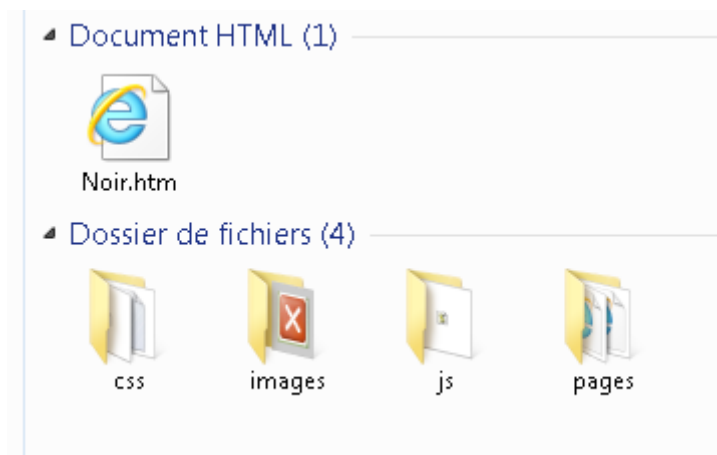 Document HTML (1)
Noir.htm
Dossier de fichiers (4)
css images js pages